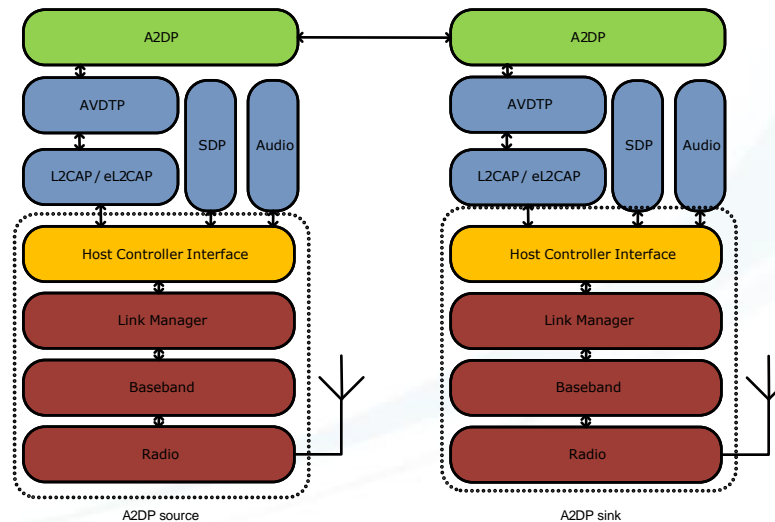 A2DP
AVDTP
SDP
Audio
L2CAP / eL2CAP
Host Controller Interface
Link Manager
Baseband
Radio
A2DP source
A2DP
AVDTP
SDP
Audio
L2CAP / eL2CAP
Host Controller Interface
Link Manager
Baseband
Radio
A2DP sink